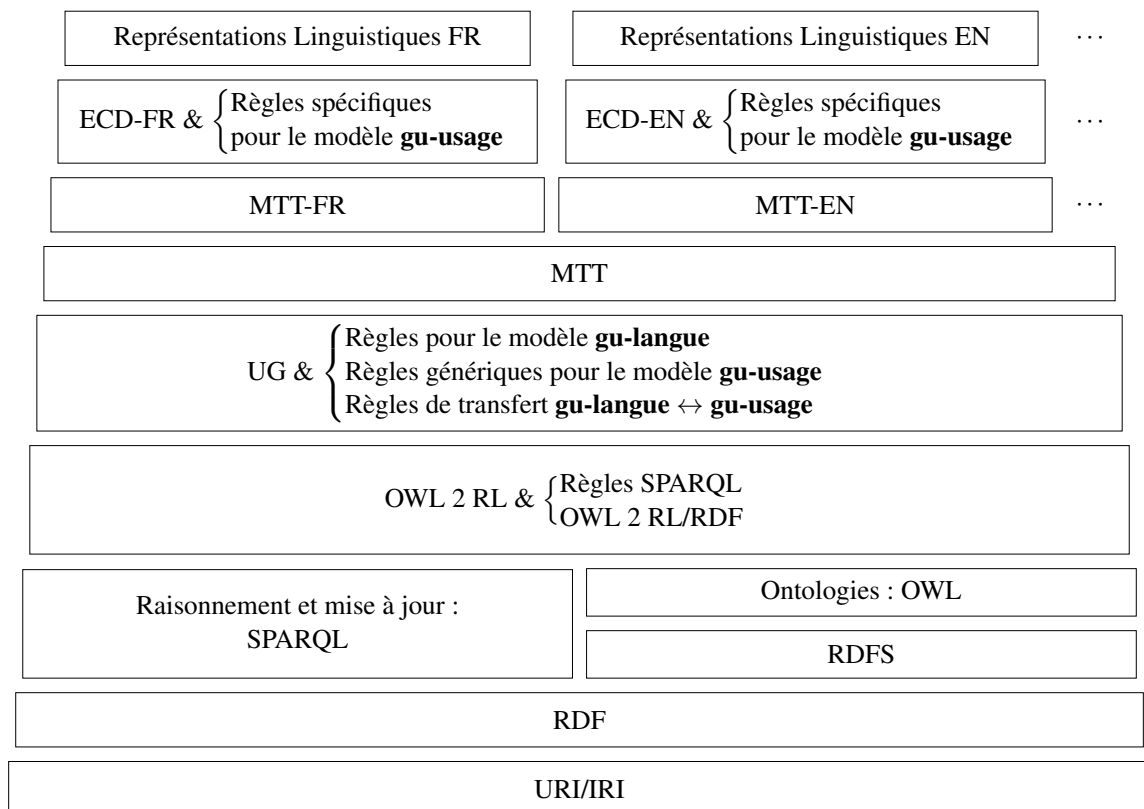 Représentations Linguistiques FR
Représentations Linguistiques EN
···
ECD-FR & { Règles spécifiques
pour le modèle gu-usage
ECD-EN & { Règles spécifiques
pour le modèle gu-usage
···
MTT-FR
MTT-EN
···
MTT
UG & { Règles pour le modèle gu-langue
Règles génériques pour le modèle gu-usage
Règles de transfert gu-langue ↔ gu-usage
OWL 2 RL & { Règles SPARQL
OWL 2 RL/RDF
Raisonnement et mise à jour :
SPARQL
Ontologies : OWL
RDFS
RDF
URI/IRI